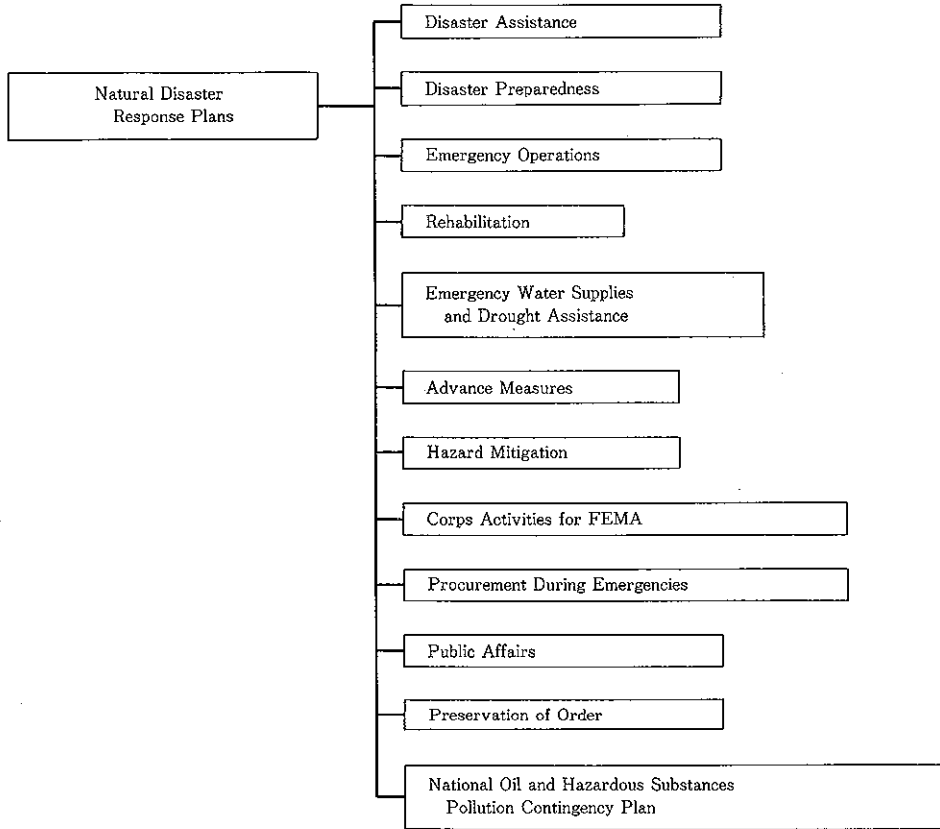 Disaster Assistance
Natural Disaster
Response Plans
Disaster Preparedness
Emergency Operations
Rehabilitation
Emergency Water Supplies
and Drought Assistance
Advance Measures
Hazard Mitigation
Corps Activities for FEMA
Procurement During Emergencies
Public Affairs
Preservation of Order
National Oil and Hazardous Substances
Pollution Contingency Plan